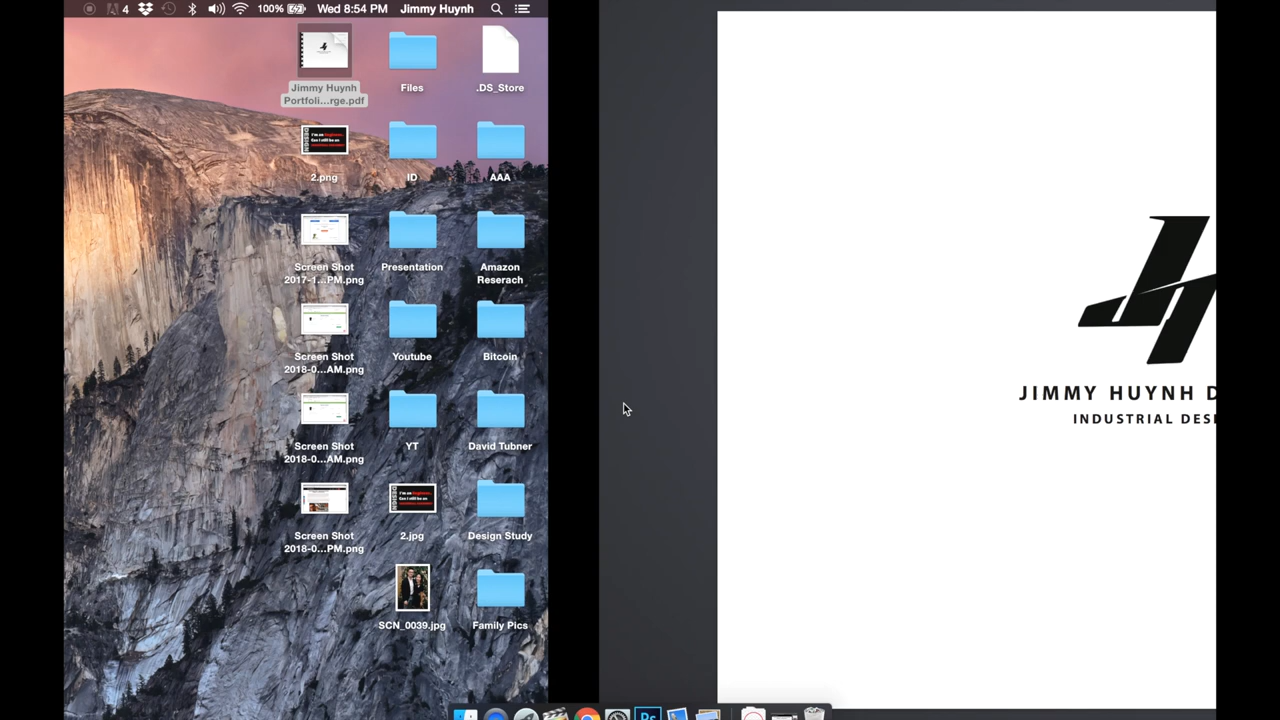 4
100%
Wed 8:54 PM
Jimmy Huynh
Jimmy Huynh
Portfoli...rge.pdf
Files
.DS_Store
2.png
ID
AAA
Screen Shot
2017-1...PM.png
Presentation
Amazon
Reserach
Screen Shot
2018-0...AM.png
Youtube
Bitcoin
Screen Shot
2018-0...AM.png
YT
David Tubner
Screen Shot
2018-0...PM.png
2.jpg
Design Study
SCN_0039.jpg
Family Pics
JIMMY HUYNH D
INDUSTRIAL DESI
Ps